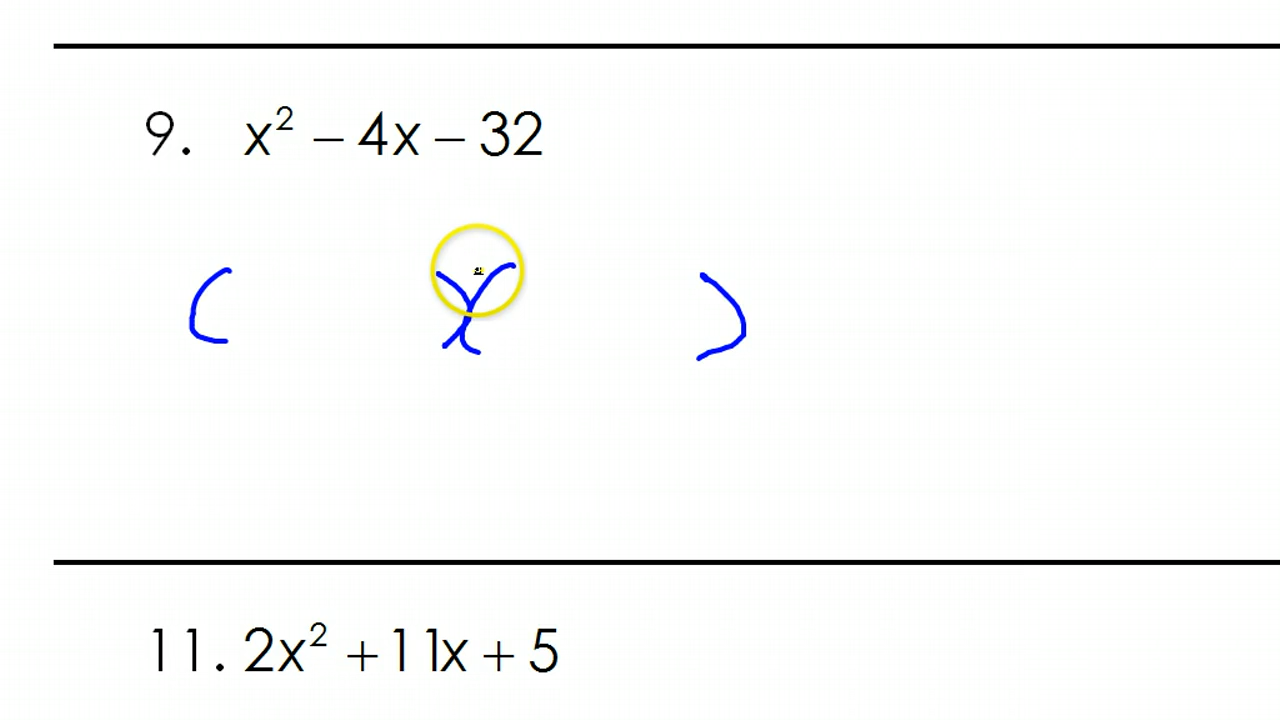 9. x² – 4x – 32
( )( )
11. 2x² + 11x + 5